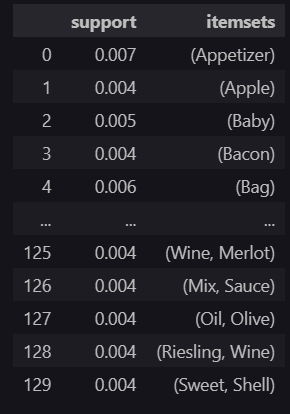 support itemsets
0 0.007 (Appetizer)
1 0.004 (Apple)
2 0.005 (Baby)
3 0.004 (Bacon)
4 0.006 (Bag)
... ... ...
125 0.004 (Wine, Merlot)
126 0.004 (Mix, Sauce)
127 0.004 (Oil, Olive)
128 0.004 (Riesling, Wine)
129 0.004 (Sweet, Shell)